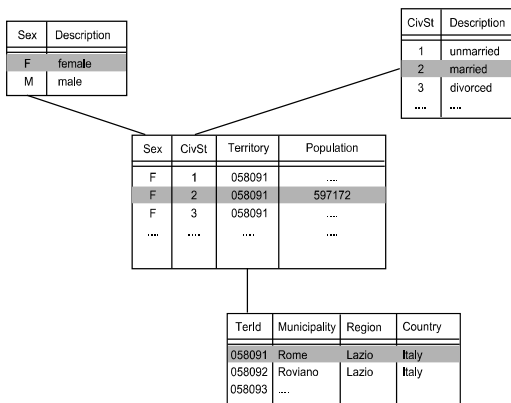 Sex Description
F female
M male
CivSt Description
1 unmarried
2 married
3 divorced
.... ....
Sex CivSt Territory Population
F 1 058091 ....
F 2 058091 597172
F 3 058091 ....
.... .... .... ....
TerId Municipality Region Country
058091 Rome Lazio Italy
058092 Roviano Lazio Italy
058093 ....